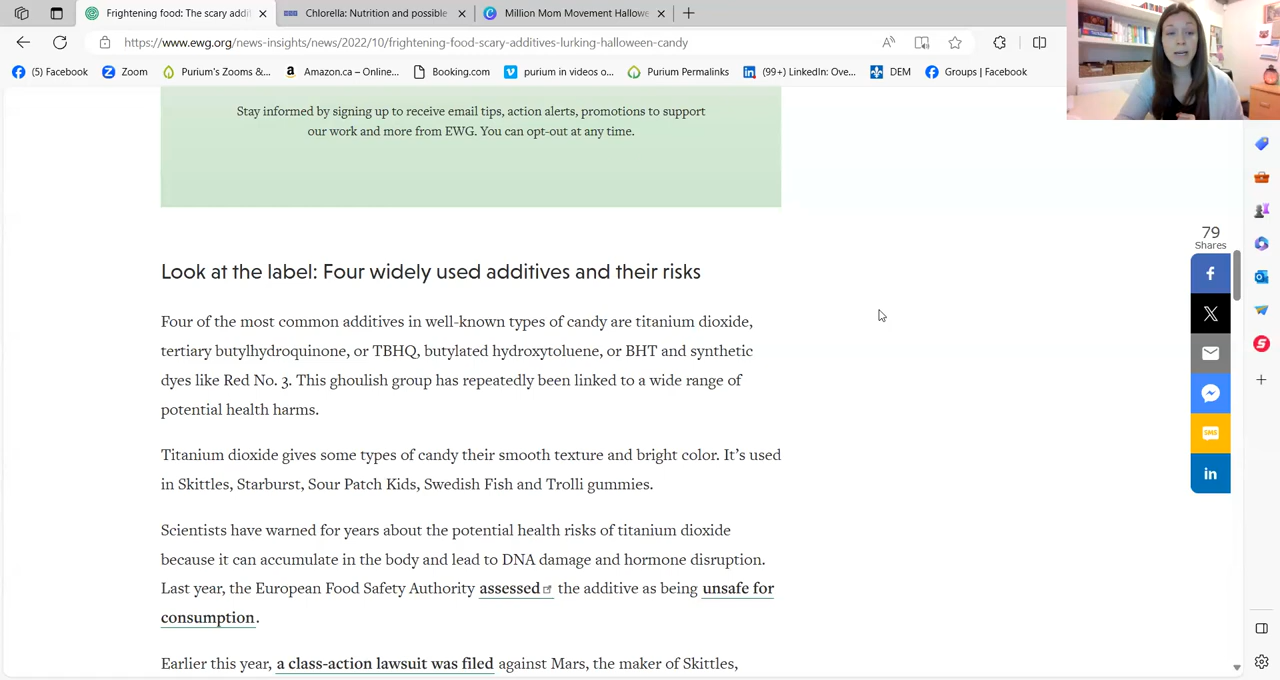 Frightening food: The scary addi
Chlorella: Nutrition and possible
Million Mom Movement Hallowe
https://www.ewg.org/news-insights/news/2022/10/frightening-food-scary-additives-lurking-halloween-candy
(5) Facebook
Zoom
Purium's Zooms &...
Amazon.ca – Online...
Booking.com
purium in videos o...
Purium Permalinks
(99+) LinkedIn: Ove...
DEM
Groups | Facebook
Stay informed by signing up to receive email tips, action alerts, promotions to support
our work and more from EWG. You can opt-out at any time.
79
Shares
SMS
Look at the label: Four widely used additives and their risks
Four of the most common additives in well-known types of candy are titanium dioxide,
tertiary butylhydroquinone, or TBHQ, butylated hydroxytoluene, or BHT and synthetic
dyes like Red No. 3. This ghoulish group has repeatedly been linked to a wide range of
potential health harms.
Titanium dioxide gives some types of candy their smooth texture and bright color. It's used
in Skittles, Starburst, Sour Patch Kids, Swedish Fish and Trolli gummies.
Scientists have warned for years about the potential health risks of titanium dioxide
because it can accumulate in the body and lead to DNA damage and hormone disruption.
Last year, the European Food Safety Authority assessed the additive as being unsafe for
consumption.
Earlier this year, a class-action lawsuit was filed against Mars, the maker of Skittles,